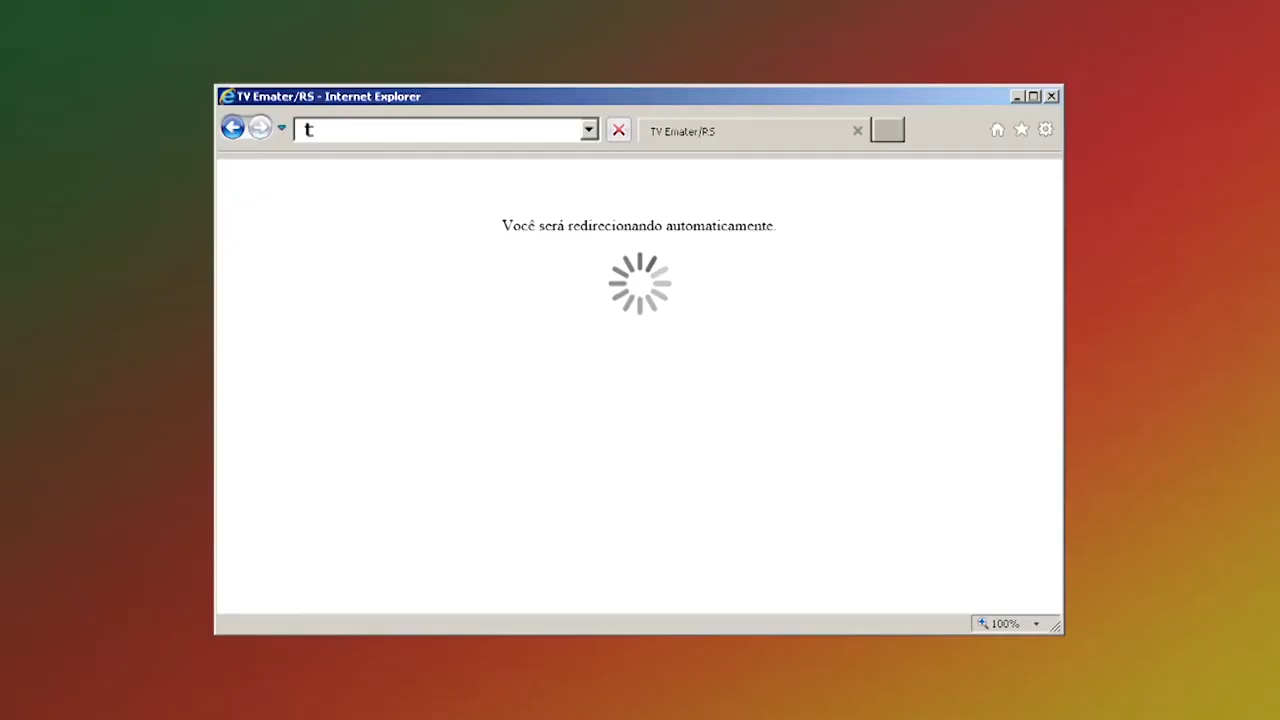 TV Emater/RS - Internet Explorer
t
TV Emater/RS
Você será redirecionando automaticamente.
100%